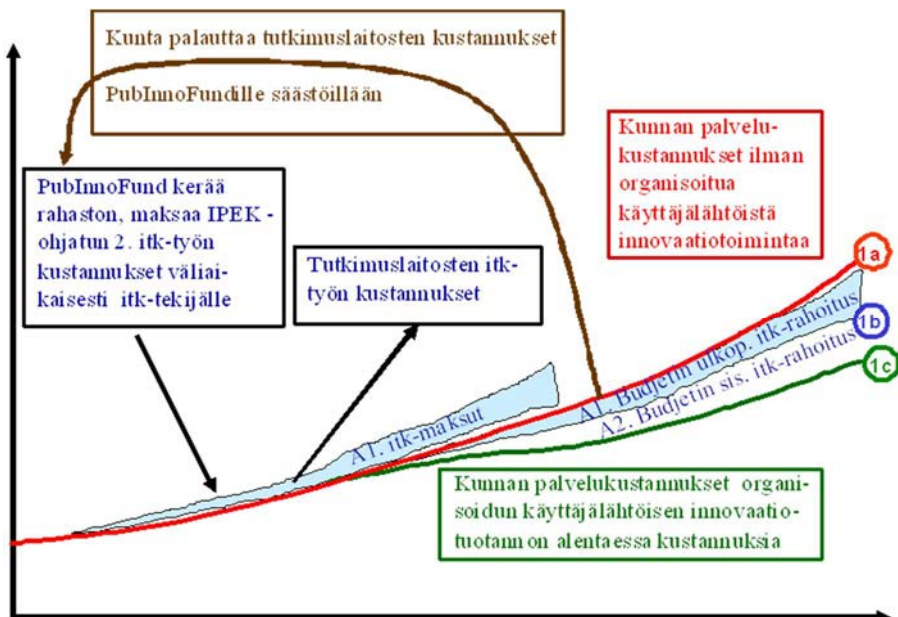 Kunta palauttaa tutkimuslaitosten kustannukset
PubInnoFundille säästöillään
Kunnan palvelu-
kustannukset ilman
organisoitua
käyttäjälähtöistä
innovaatiotoimintaa
PubInnoFund kerää
rahaston, maksaa IPEK -
ohjatun 2. itk-työn
kustannukset väliai-
kaisesti itk-tekijälle
Tutkimuslaitosten itk-
työn kustannukset
1a
1b
1c
A1. itk-maksut
A1. Budjetin ulkop. itk-rahoitus
A2. Budjetin sis. itk-rahoitus
Kunnan palvelukustannukset organi-
soidun käyttäjälähtöisen innovaatio-
tuotannon alentaessa kustannuksia